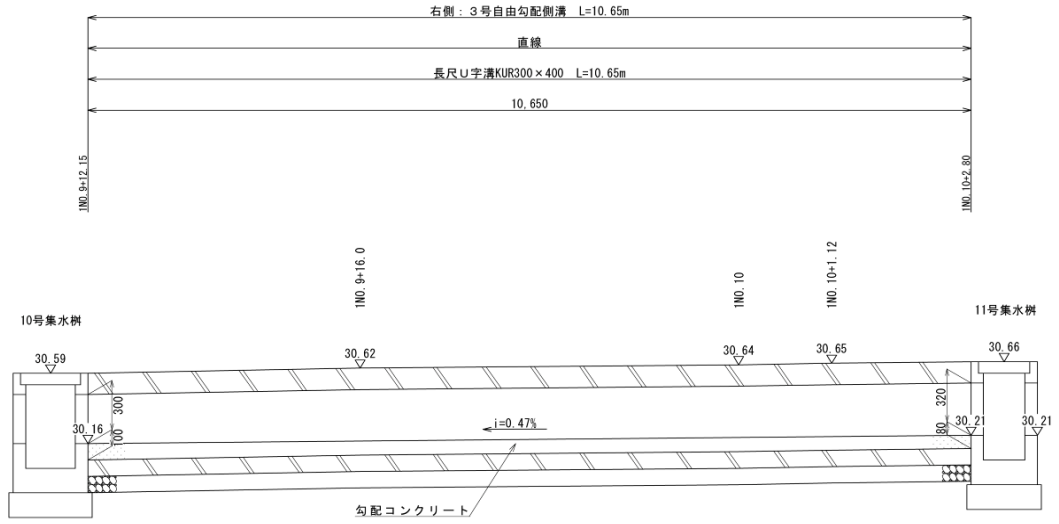 右側：３号自由勾配側溝　L=10.65m
直線
長尺Ｕ字溝KUR300×400　L=10.65m
10,650
1NO.9+12.15
1NO.10+2.80
1NO.9+16.0
1NO.10
1NO.10+1.12
10号集水桝
11号集水桝
30.59
30.62
30.64
30.65
30.66
300
320
30.16
i=0.47%
30.21
30.21
100
80
勾配コンクリート